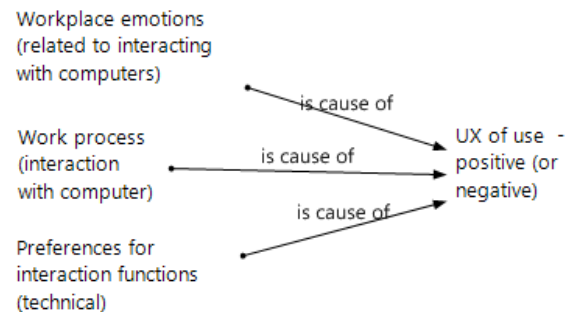 Workplace emotions
(related to interacting
with computers)
is cause of
Work process
(interaction
with computer)
is cause of
UX of use -
positive (or
negative)
is cause of
Preferences for
interaction functions
(technical)